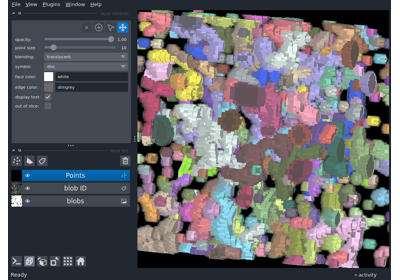 File View Plugins Window Help
opacity: 1.00
point size: 10
blending: translucent
symbol: disc
face color: white
edge color: dimgrey
display text:
out of slice:
Points
blob ID
blobs
Ready
activity